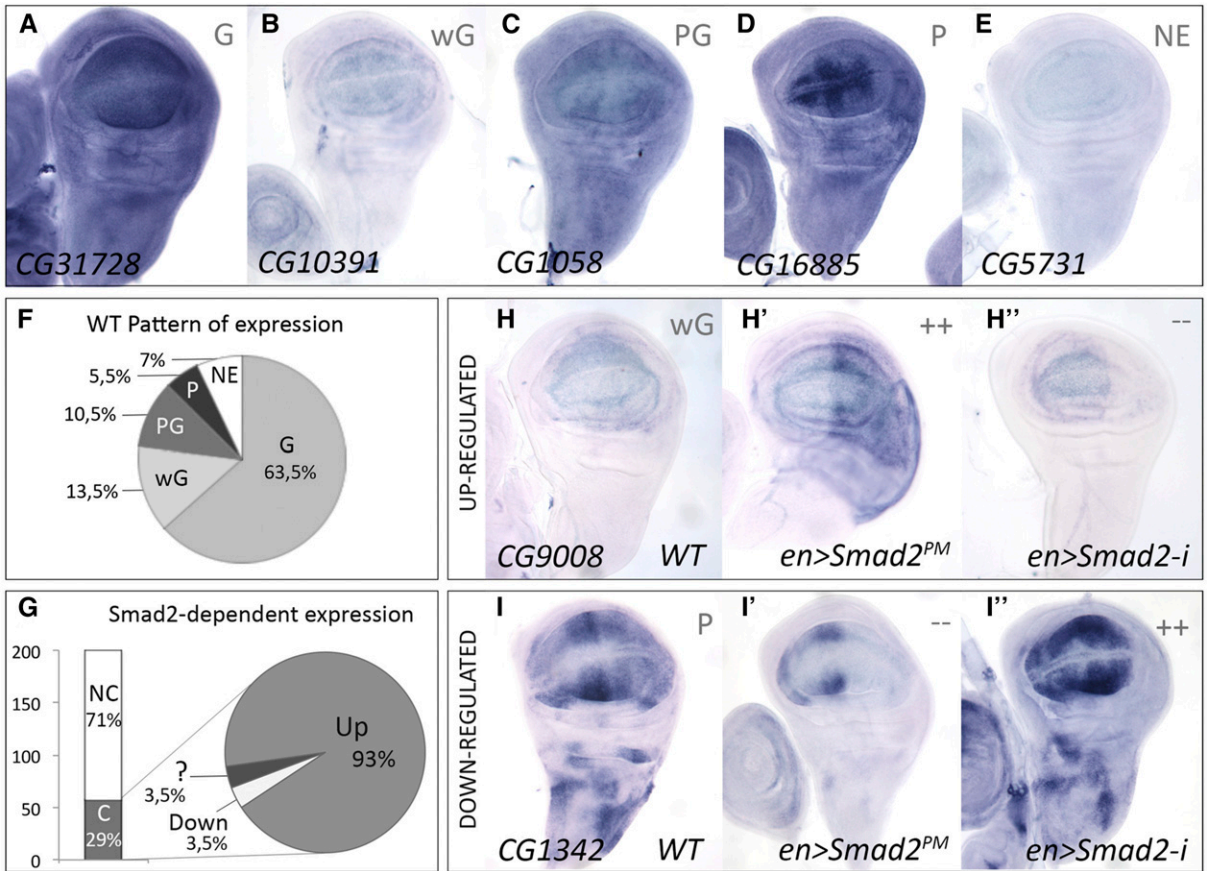 A
G
CG31728
B
wG
CG10391
C
PG
CG1058
D
P
CG16885
E
NE
CG5731
F
WT Pattern of expression
7%
5,5%
10,5%
13,5%
NE
P
PG
wG
G
63,5%
UP-REGULATED
H
wG
CG9008 WT
H'
++
en>Smad2PM
H''
--
en>Smad2-i
G
Smad2-dependent expression
200
150
100
50
0
NC
71%
C
29%
Up
93%
?
3,5%
Down
3,5%
DOWN-REGULATED
I
P
CG1342 WT
I'
--
en>Smad2PM
I''
++
en>Smad2-i